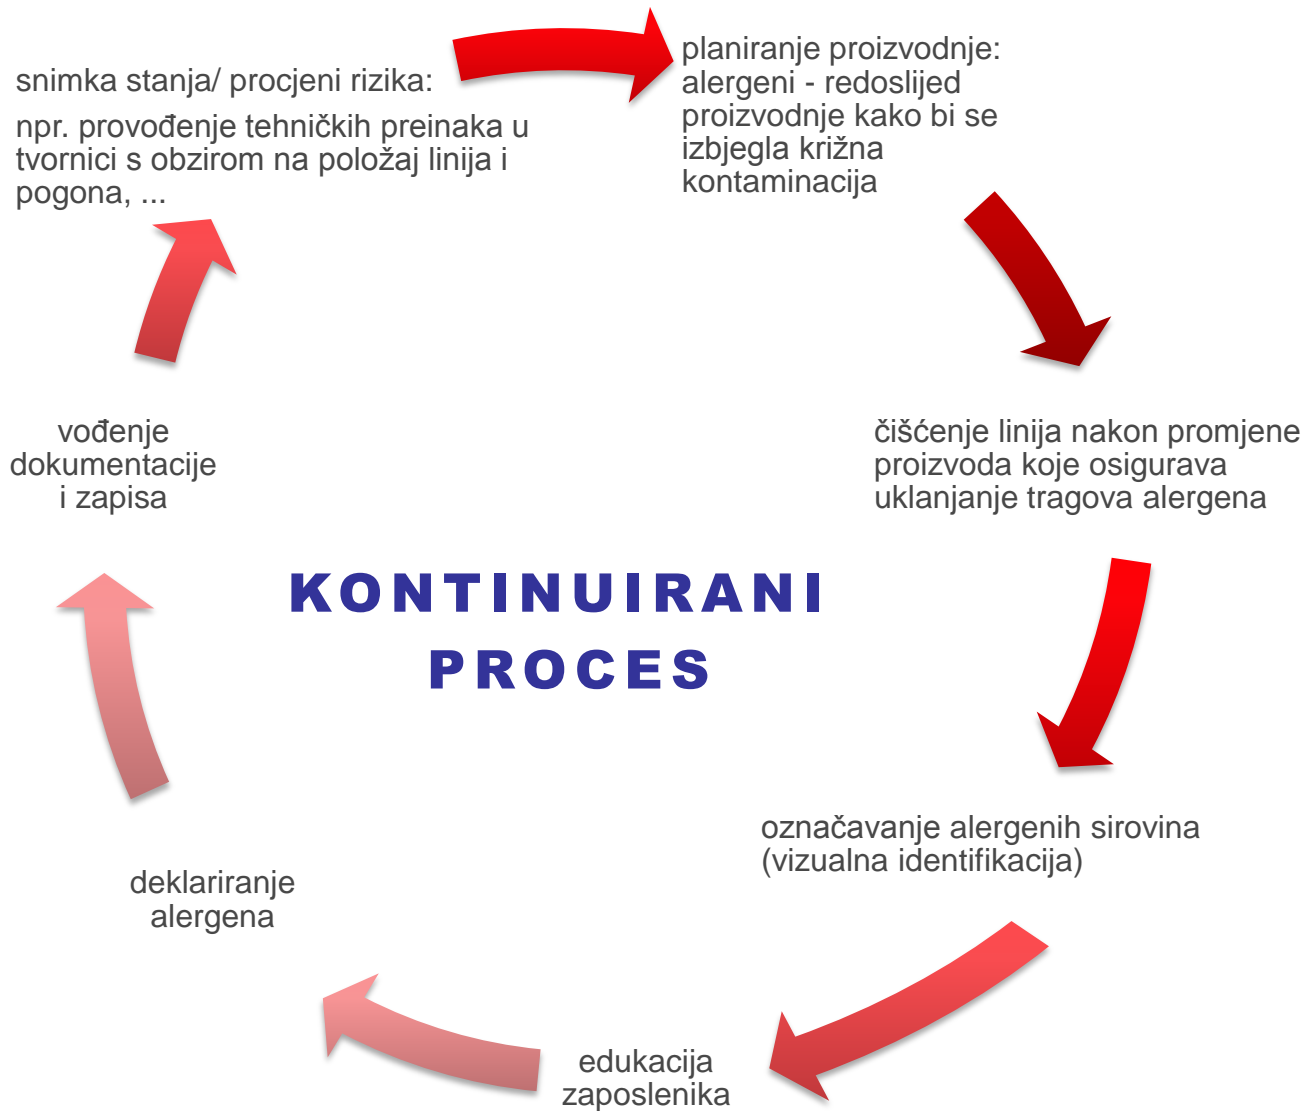 snimka stanja/ procjeni rizika:
npr. provođenje tehničkih preinaka u
tvornici s obzirom na položaj linija i
pogona, ...
planiranje proizvodnje:
alergeni - redoslijed
proizvodnje kako bi se
izbjegla križna
kontaminacija
čišćenje linija nakon promjene
proizvoda koje osigurava
uklanjanje tragova alergena
označavanje alergenih sirovina
(vizualna identifikacija)
edukacija
zaposlenika
deklariranje
alergena
vođenje
dokumentacije
i zapisa
KONTINUIRANI
PROCES